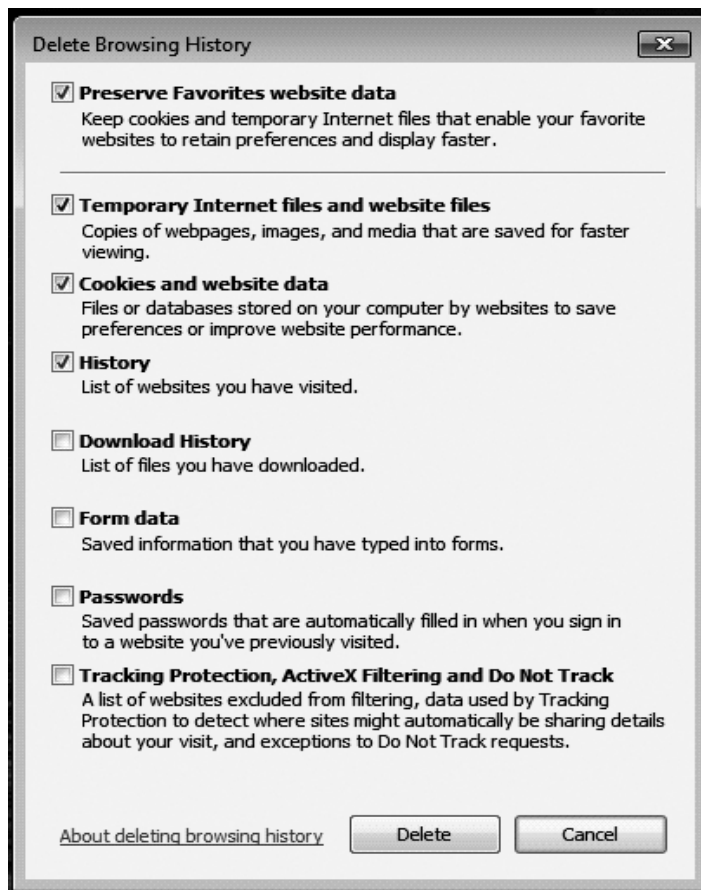 Delete Browsing History
Preserve Favorites website data
Keep cookies and temporary Internet files that enable your favorite
websites to retain preferences and display faster.
Temporary Internet files and website files
Copies of webpages, images, and media that are saved for faster
viewing.
Cookies and website data
Files or databases stored on your computer by websites to save
preferences or improve website performance.
History
List of websites you have visited.
Download History
List of files you have downloaded.
Form data
Saved information that you have typed into forms.
Passwords
Saved passwords that are automatically filled in when you sign in
to a website you've previously visited.
Tracking Protection, ActiveX Filtering and Do Not Track
A list of websites excluded from filtering, data used by Tracking
Protection to detect where sites might automatically be sharing details
about your visit, and exceptions to Do Not Track requests.
About deleting browsing history Delete Cancel